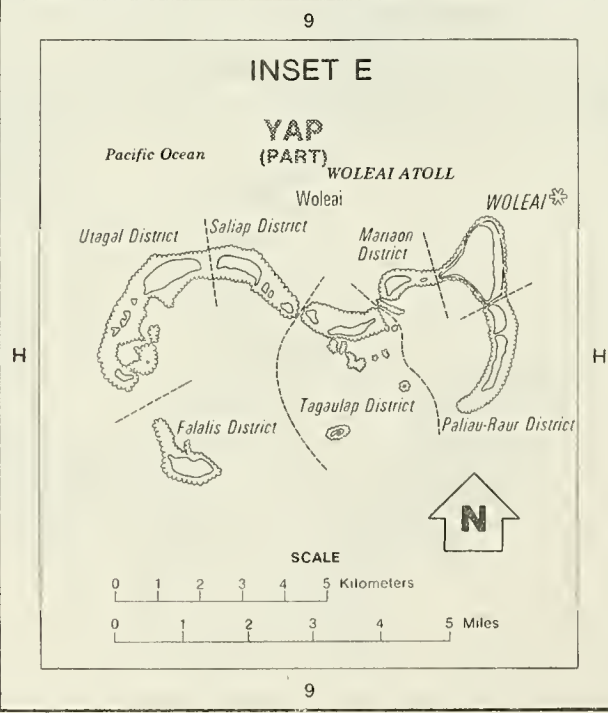 9
INSET E
YAP
(PART)
Pacific Ocean
WOLEAI ATOLL
Woleai
WOLEAI
Utagal District
Saliap District
Mariaon
District
H
H
Tagaulap District
Falalis District
Paliau-Raur District
N
SCALE
0 1 2 3 4 5 Kilometers
0 1 2 3 4 5 Miles
9